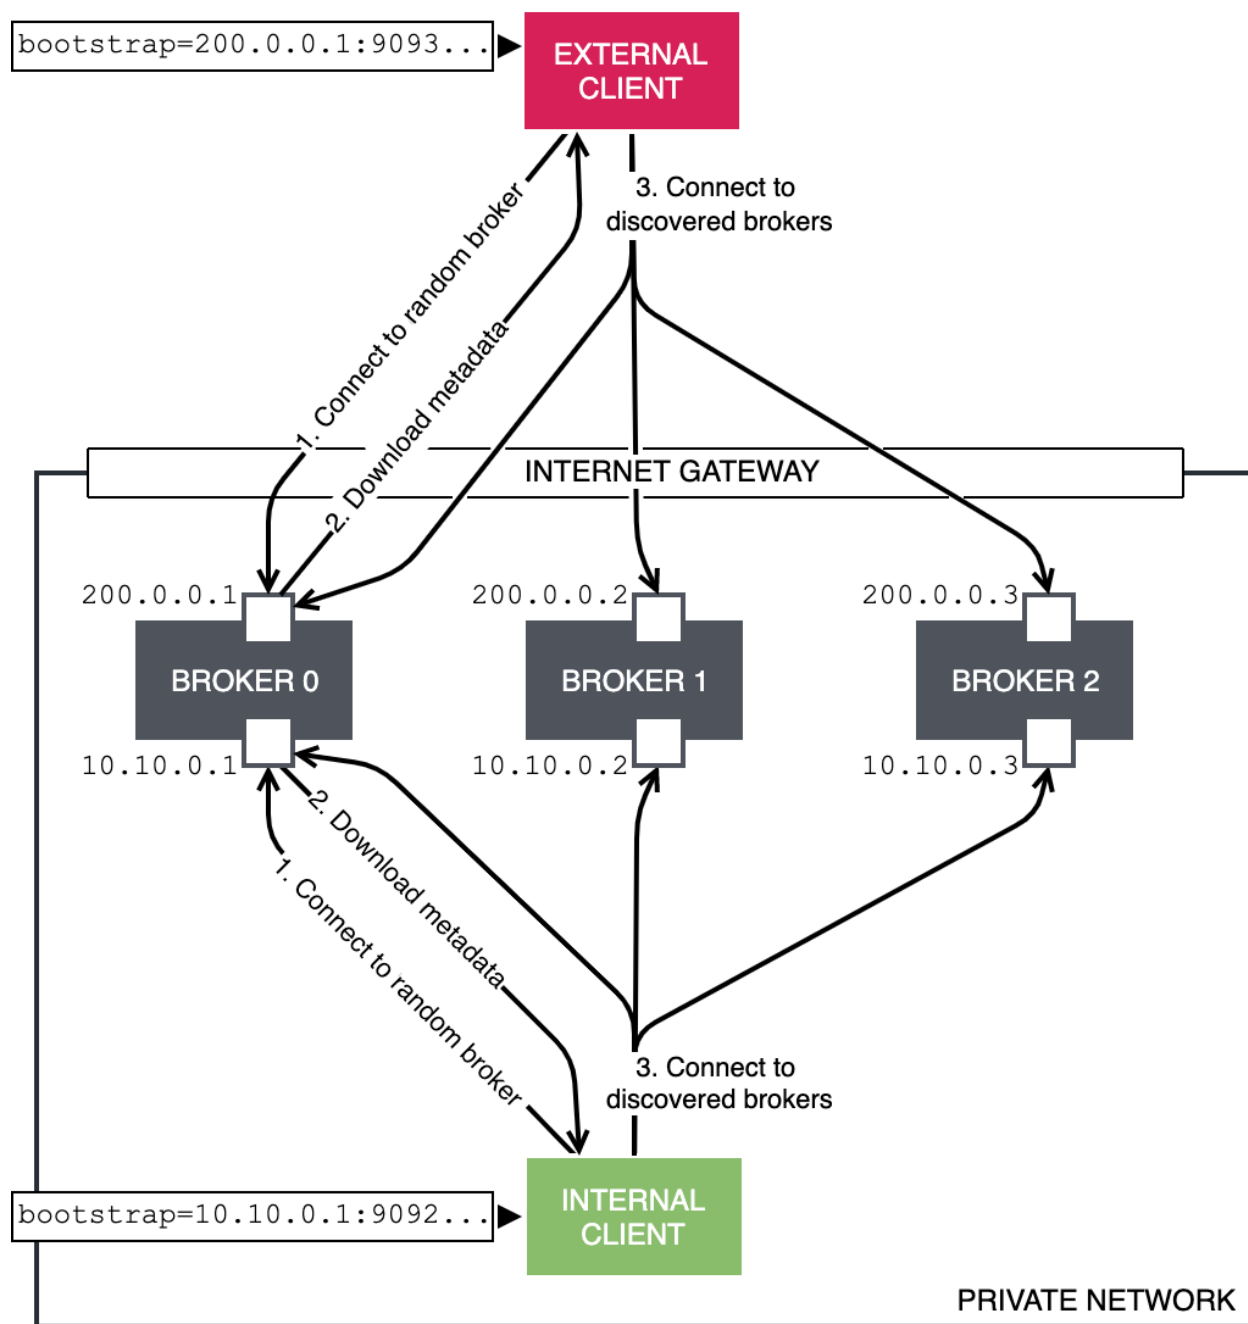 bootstrap=200.0.0.1:9093...
EXTERNAL
CLIENT
3. Connect to
discovered brokers
1. Connect to random broker
2. Download metadata
INTERNET GATEWAY
200.0.0.1
200.0.0.2
200.0.0.3
BROKER 0
BROKER 1
BROKER 2
10.10.0.1
10.10.0.2
10.10.0.3
2. Download metadata
1. Connect to random broker
3. Connect to
discovered brokers
bootstrap=10.10.0.1:9092...
INTERNAL
CLIENT
PRIVATE NETWORK